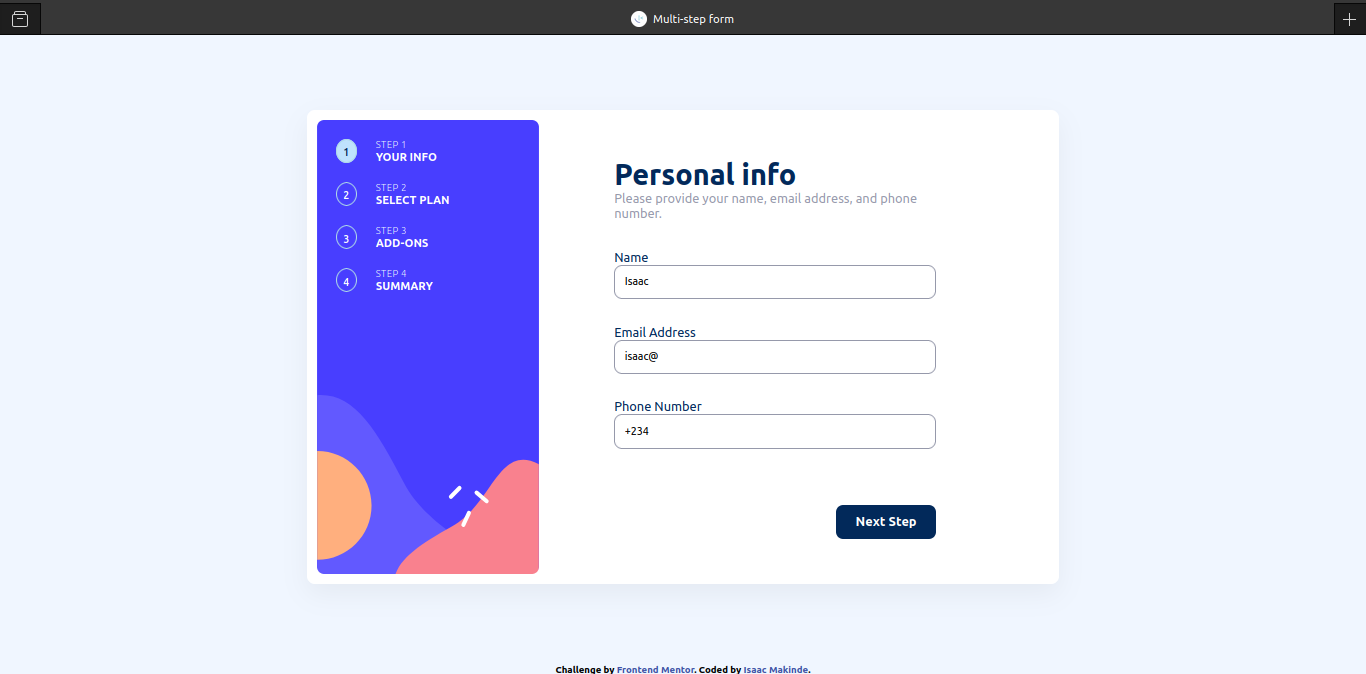 Multi-step form
1
STEP 1
YOUR INFO
2
STEP 2
SELECT PLAN
3
STEP 3
ADD-ONS
4
STEP 4
SUMMARY
Personal info
Please provide your name, email address, and phone
number.
Name
Isaac
Email Address
isaac@
Phone Number
+234
Next Step
Challenge by Frontend Mentor. Coded by Isaac Makinde.